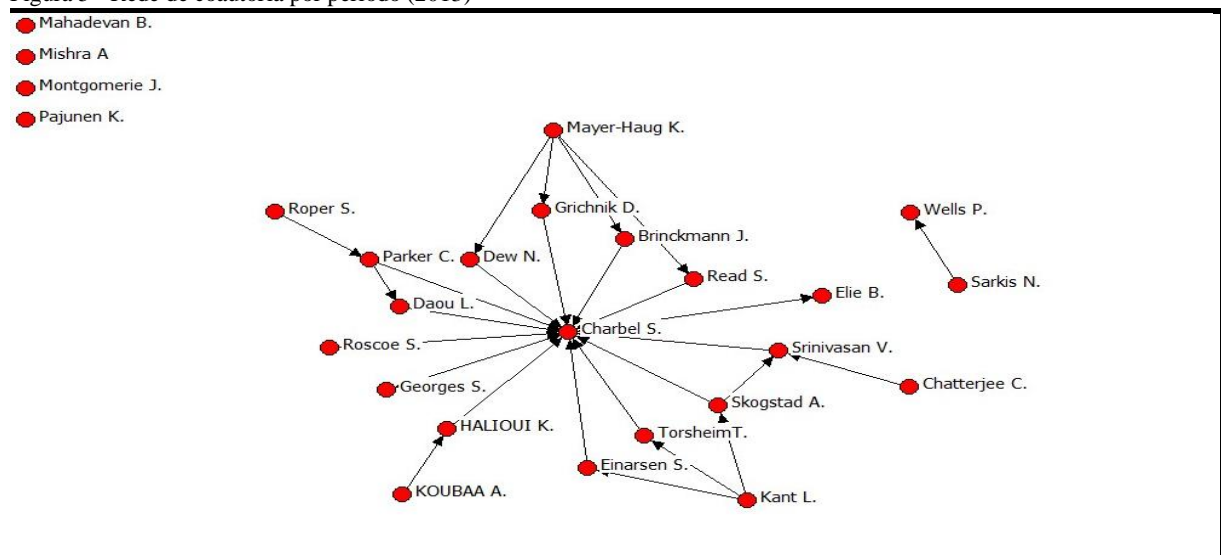 Mahadevan B.
Mishra A
Montgomerie J.
Pajunen K.
Mayer-Haug K.
Roper S.
Grichnik D.
Wells P.
Brinckmann J.
Parker C.
Dew N.
Read S.
Sarkis N.
Elie B.
Daou L.
Charbel S.
Roscoe S.
Srinivasan V.
Georges S.
Chatterjee C.
Skogstad A.
HALIOUI K.
TorsheimT.
Einarsen S.
KOUBAA A.
Kant L.